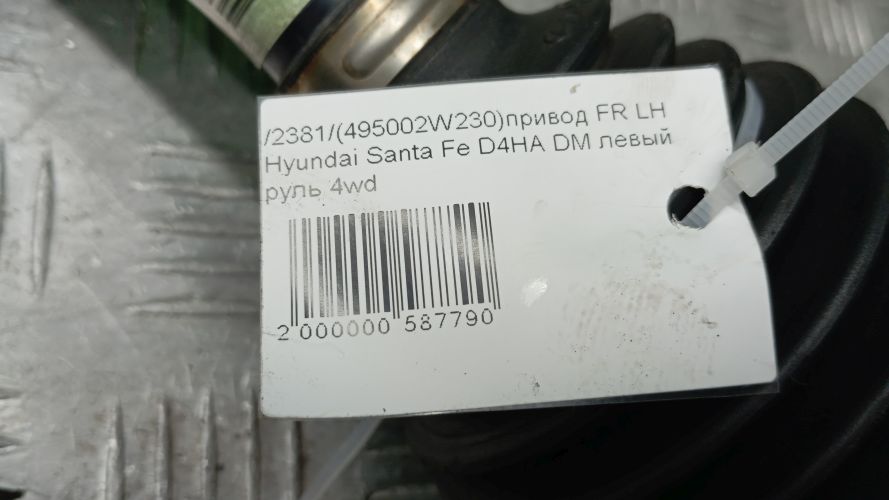 /2381/(495002W230)привод FR LH
Hyundai Santa Fe D4HA DM левый
руль 4wd
2 000000 587790